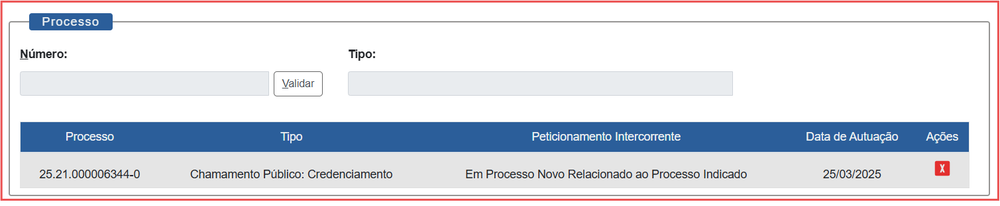 Processo
Número: Tipo:
Validar
Processo Tipo Peticionamento Intercorrente Data de Autuação Ações
25.21.000006344-0 Chamamento Público: Credenciamento Em Processo Novo Relacionado ao Processo Indicado 25/03/2025 X